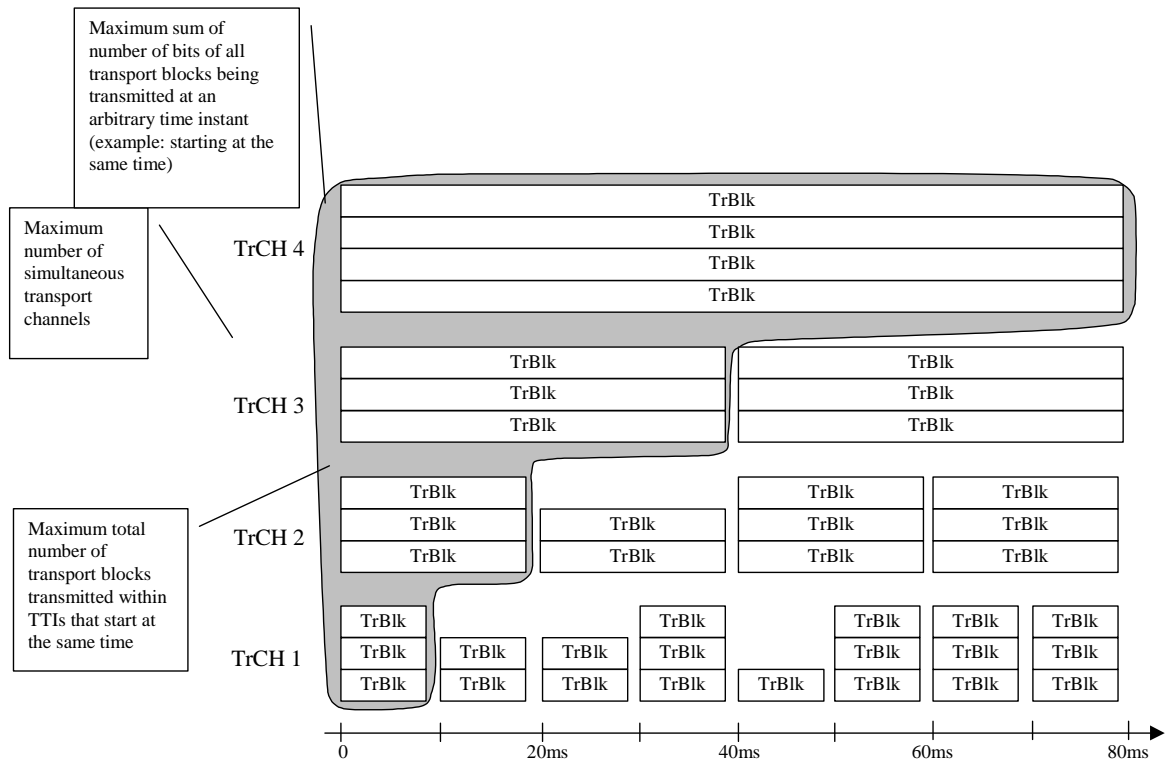 Maximum sum of
number of bits of all
transport blocks being
transmitted at an
arbitrary time instant
(example: starting at the
same time)
Maximum
number of
simultaneous
transport
channels
Maximum total
number of
transport blocks
transmitted within
TTIs that start at
the same time
TrCH 4
TrBlk
TrBlk
TrBlk
TrBlk
TrCH 3
TrBlk TrBlk
TrBlk TrBlk
TrBlk TrBlk
TrCH 2
TrBlk TrBlk TrBlk
TrBlk TrBlk TrBlk TrBlk
TrBlk TrBlk TrBlk TrBlk
TrCH 1
TrBlk TrBlk TrBlk TrBlk TrBlk
TrBlk TrBlk TrBlk TrBlk TrBlk TrBlk TrBlk
TrBlk TrBlk TrBlk TrBlk TrBlk TrBlk TrBlk TrBlk
0 20ms 40ms 60ms 80ms